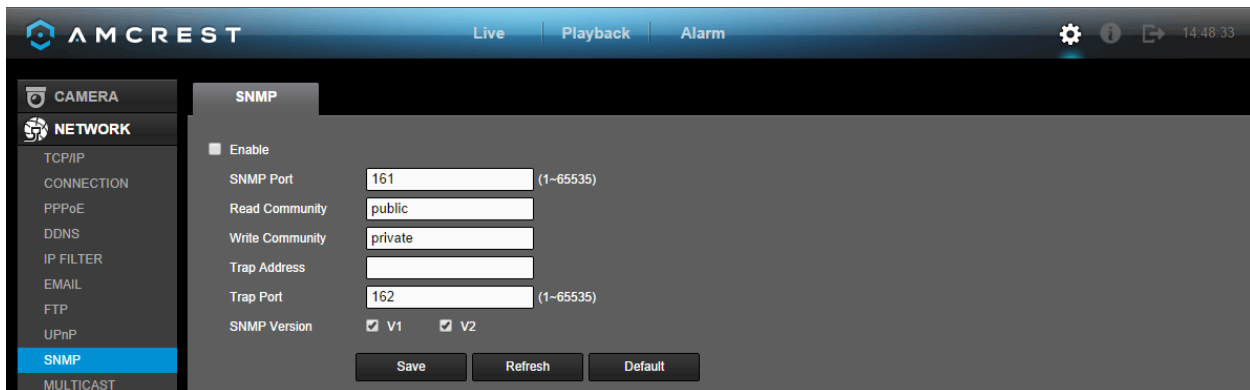 AMCREST
Live Playback Alarm
14:48:33
CAMERA
NETWORK
TCP/IP
CONNECTION
PPPoE
DDNS
IP FILTER
EMAIL
FTP
UPnP
SNMP
MULTICAST
SNMP
Enable
SNMP Port 161 (1~65535)
Read Community public
Write Community private
Trap Address
Trap Port 162 (1~65535)
SNMP Version V1 V2
Save Refresh Default